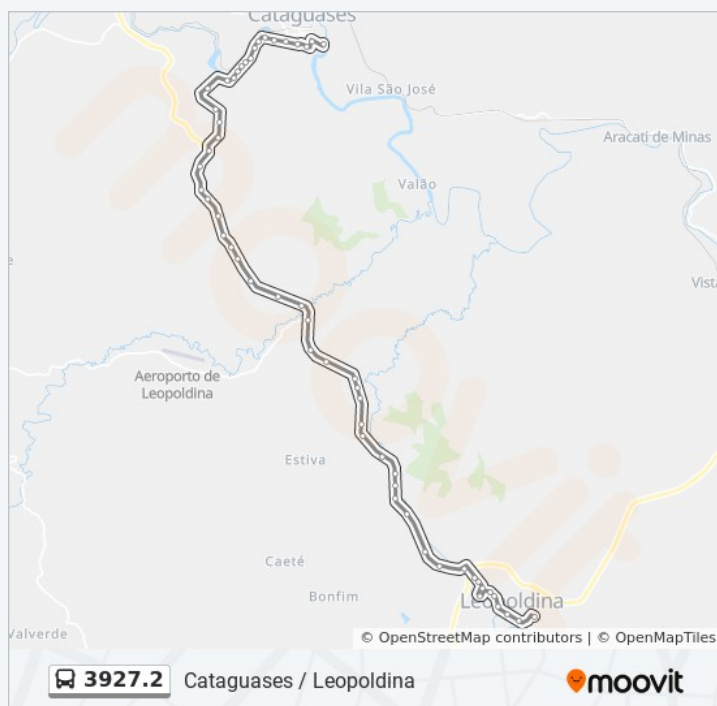 Cataguases
Vila São José
Aracati de Minas
Valão
Vista
Aeroporto de
Leopoldina
Estiva
Caeté
Bonfim
Leopoldina
Valverde
© OpenStreetMap contributors | © OpenMapTiles
3927.2 Cataguases / Leopoldina moovit